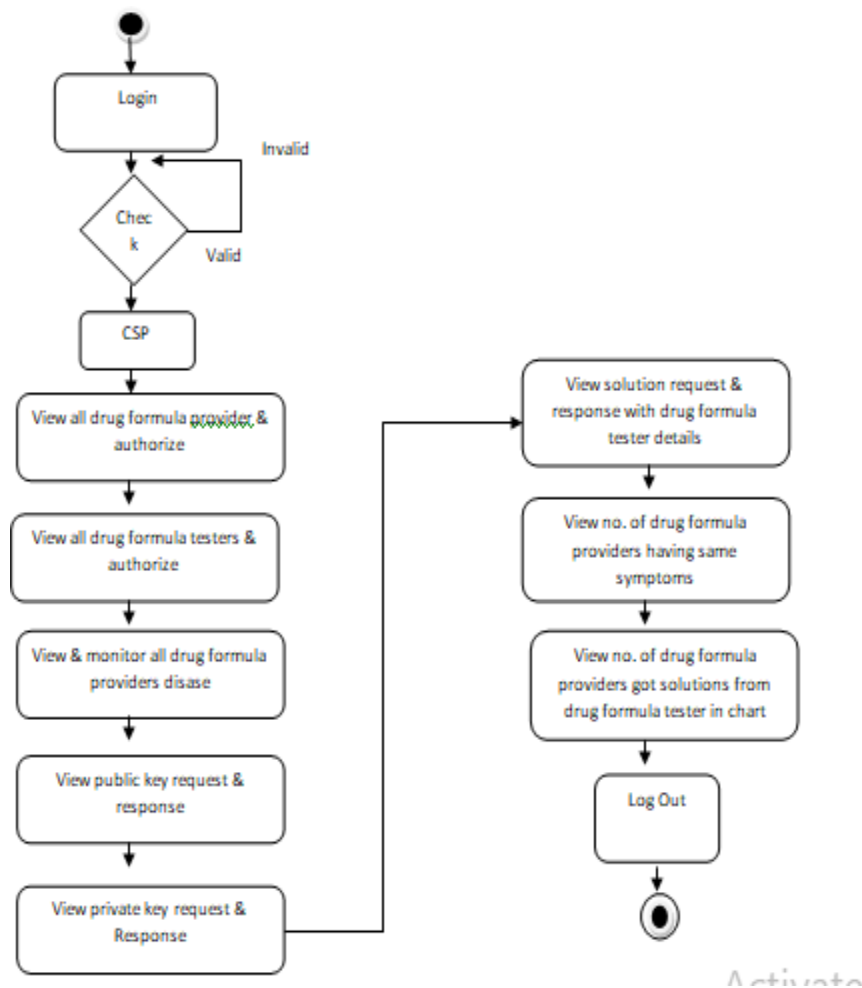 Login
Invalid
Chec
k
Valid
CSP
View all drug formula provider &
authorize
View all drug formula testers &
authorize
View & monitor all drug formula
providers disase
View public key request &
response
View private key request &
Response
View solution request &
response with drug formula
tester details
View no. of drug formula
providers having same
symptoms
View no. of drug formula
providers got solutions from
drug formula tester in chart
Log Out
Activate